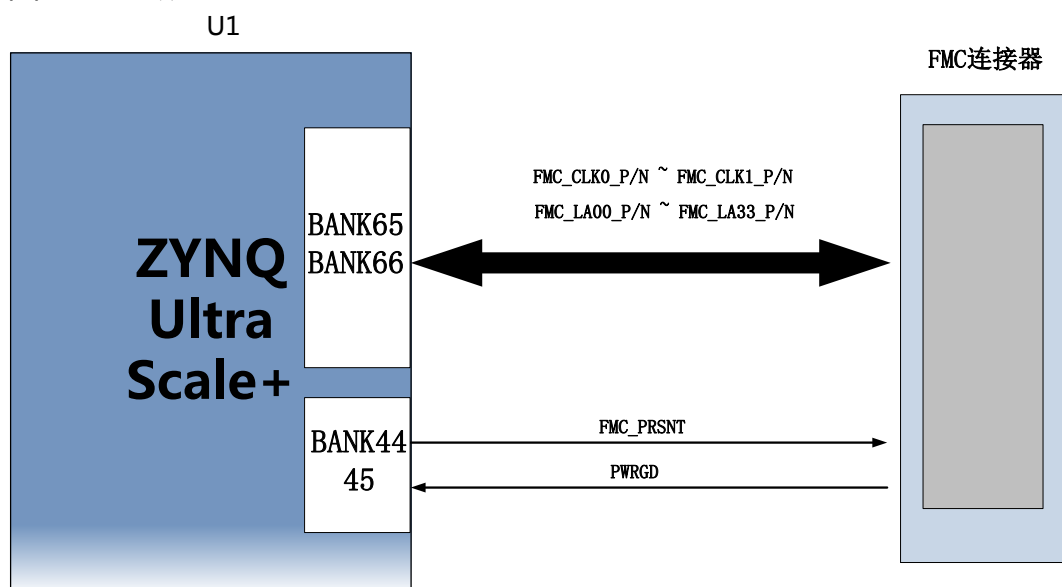 U1
FMC连接器
FMC_CLK0_P/N ~ FMC_CLK1_P/N
FMC_LA00_P/N ~ FMC_LA33_P/N
BANK65
BANK66
ZYNQ
Ultra
Scale+
BANK44
45
FMC_PRSNT
PWRGD